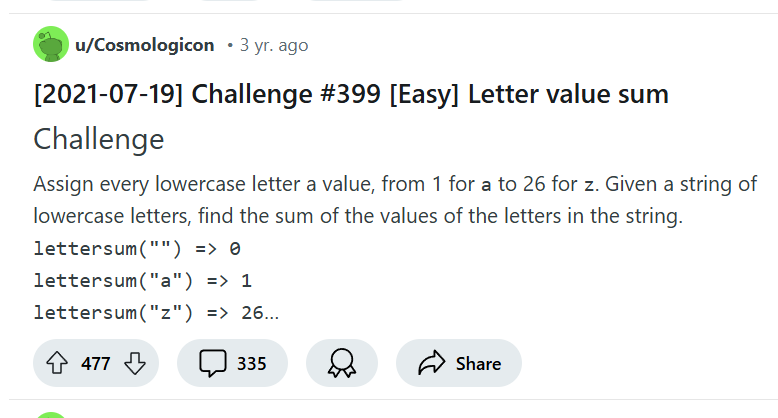 u/Cosmologicon • 3 yr. ago
[2021-07-19] Challenge #399 [Easy] Letter value sum
Challenge
Assign every lowercase letter a value, from 1 for a to 26 for z. Given a string of
lowercase letters, find the sum of the values of the letters in the string.
lettersum("") => 0
lettersum("a") => 1
lettersum("z") => 26...
477
335
Share